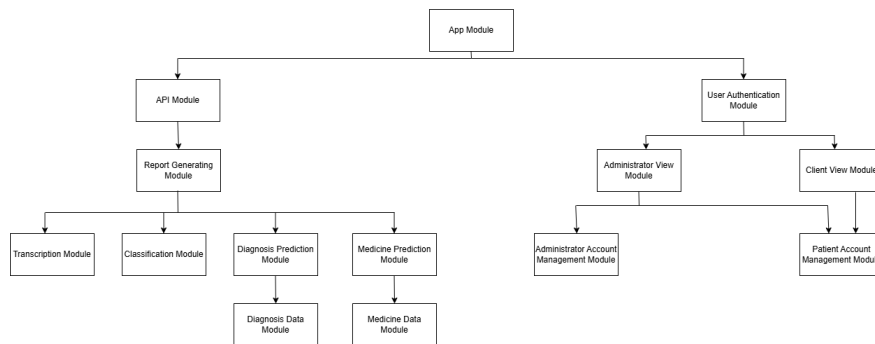 App Module
API Module
User Authentication
Module
Report Generating
Module
Administrator View
Module
Client View Module
Transcription Module
Classification Module
Diagnosis Prediction
Module
Medicine Prediction
Module
Administrator Account
Management Module
Patient Account
Management Module
Diagnosis Data
Module
Medicine Data
Module